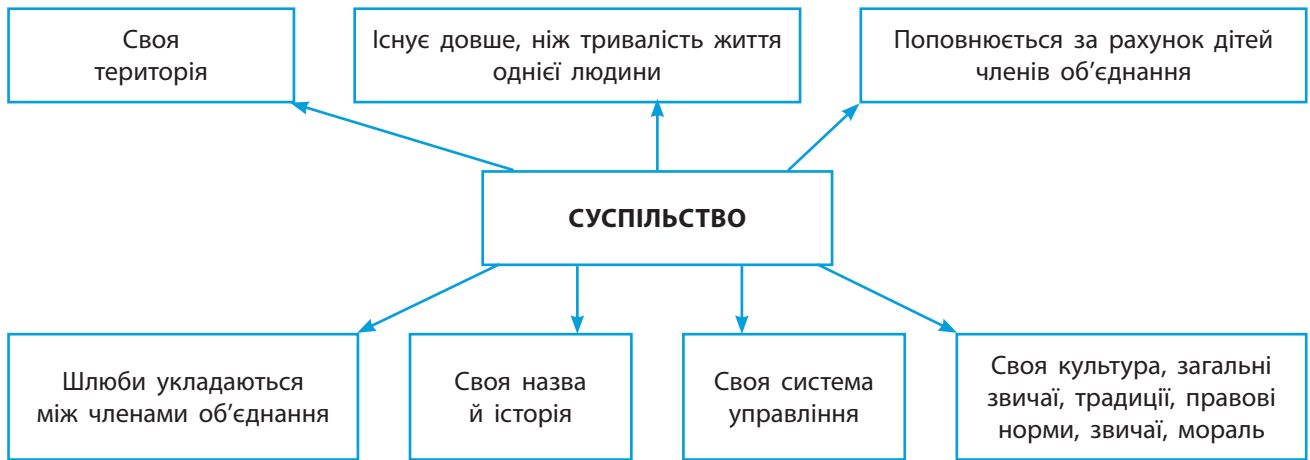 Своя
територія
Існує довше, ніж тривалість життя
однієї людини
Поповнюється за рахунок дітей
членів об’єднання
СУСПІЛЬСТВО
Шлюби укладаються
між членами об’єднання
Своя назва
й історія
Своя система
управління
Своя культура, загальні
звичаї, традиції, правові
норми, звичаї, мораль